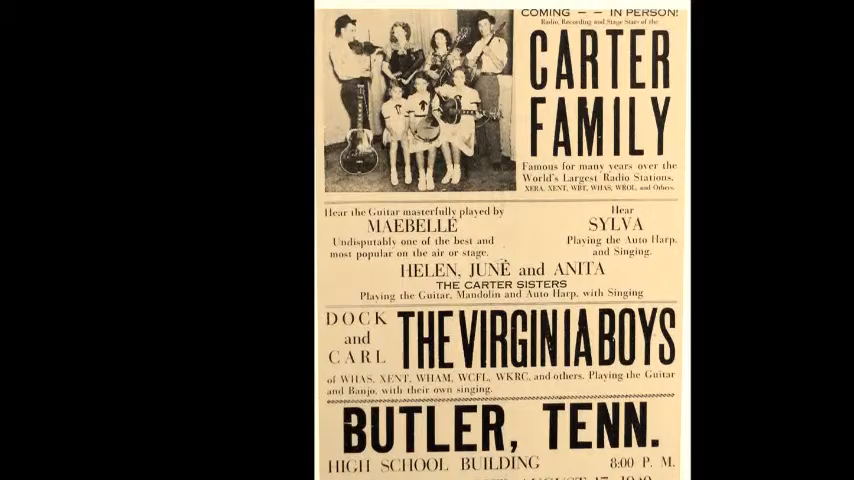 COMING – – IN PERSON!
Radio, Recording and Stage Stars of the
CARTER
FAMILY
Famous for many years over the
World's Largest Radio Stations.
XERA, XENT, WBT, WHAS, WROL, and Others.
Hear the Guitar masterfully played by
MAEBELLE
Undisputably one of the best and
most popular on the air or stage.
Hear
SYLVA
Playing the Auto Harp,
and Singing.
HELEN, JUNE and ANITA
THE CARTER SISTERS
Playing the Guitar, Mandolin and Auto Harp, with Singing
DOCK
and
CARL
THE VIRGINIA BOYS
of WHAS, XENT, WHAM, WCFL, WKRC, and others. Playing the Guitar
and Banjo, with their own singing.
BUTLER, TENN.
HIGH SCHOOL BUILDING 8:00 P. M.